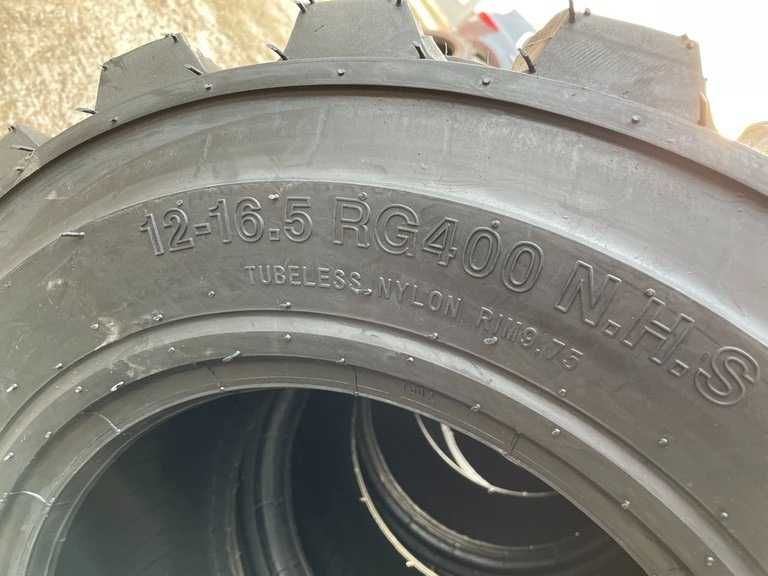 12-16.5 RG400 N.H.S
TUBELESS NYLON RIM9.75